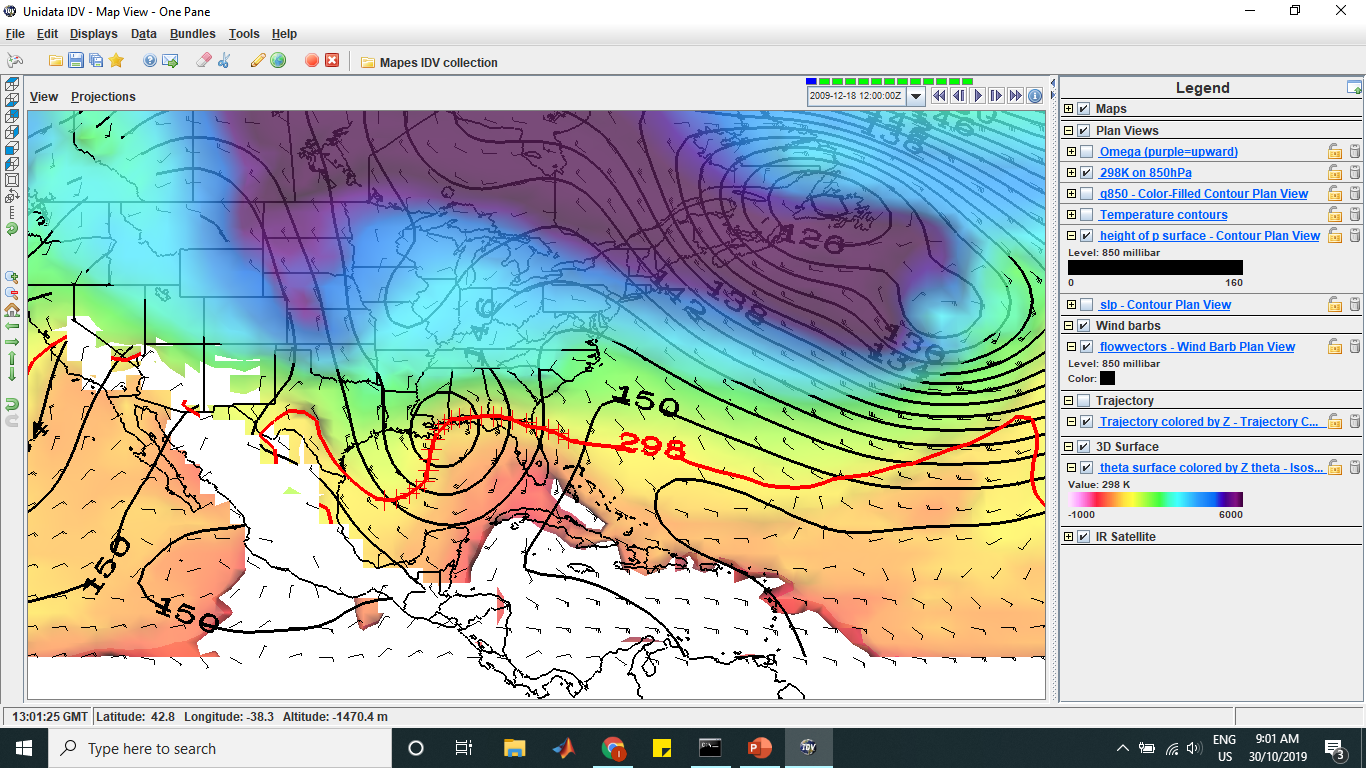 Unidata IDV - Map View - One Pane
File Edit Displays Data Bundles Tools Help
Mapes IDV collection
View Projections
2009-12-18 12:00:00Z
126
142
138
130
134
150
298
150
150
Legend
Maps
Plan Views
Omega (purple=upward)
298K on 850hPa
q850 - Color-Filled Contour Plan View
Temperature contours
height of p surface - Contour Plan View
Level: 850 millibar
0 160
slp - Contour Plan View
Wind barbs
flowvectors - Wind Barb Plan View
Level: 850 millibar
Color:
Trajectory
Trajectory colored by Z - Trajectory C...
3D Surface
theta surface colored by Z theta - Isos...
Value: 298 K
-1000 6000
IR Satellite
13:01:25 GMT Latitude: 42.8 Longitude: -38.3 Altitude: -1470.4 m
Type here to search
ENG
US
9:01 AM
30/10/2019
3